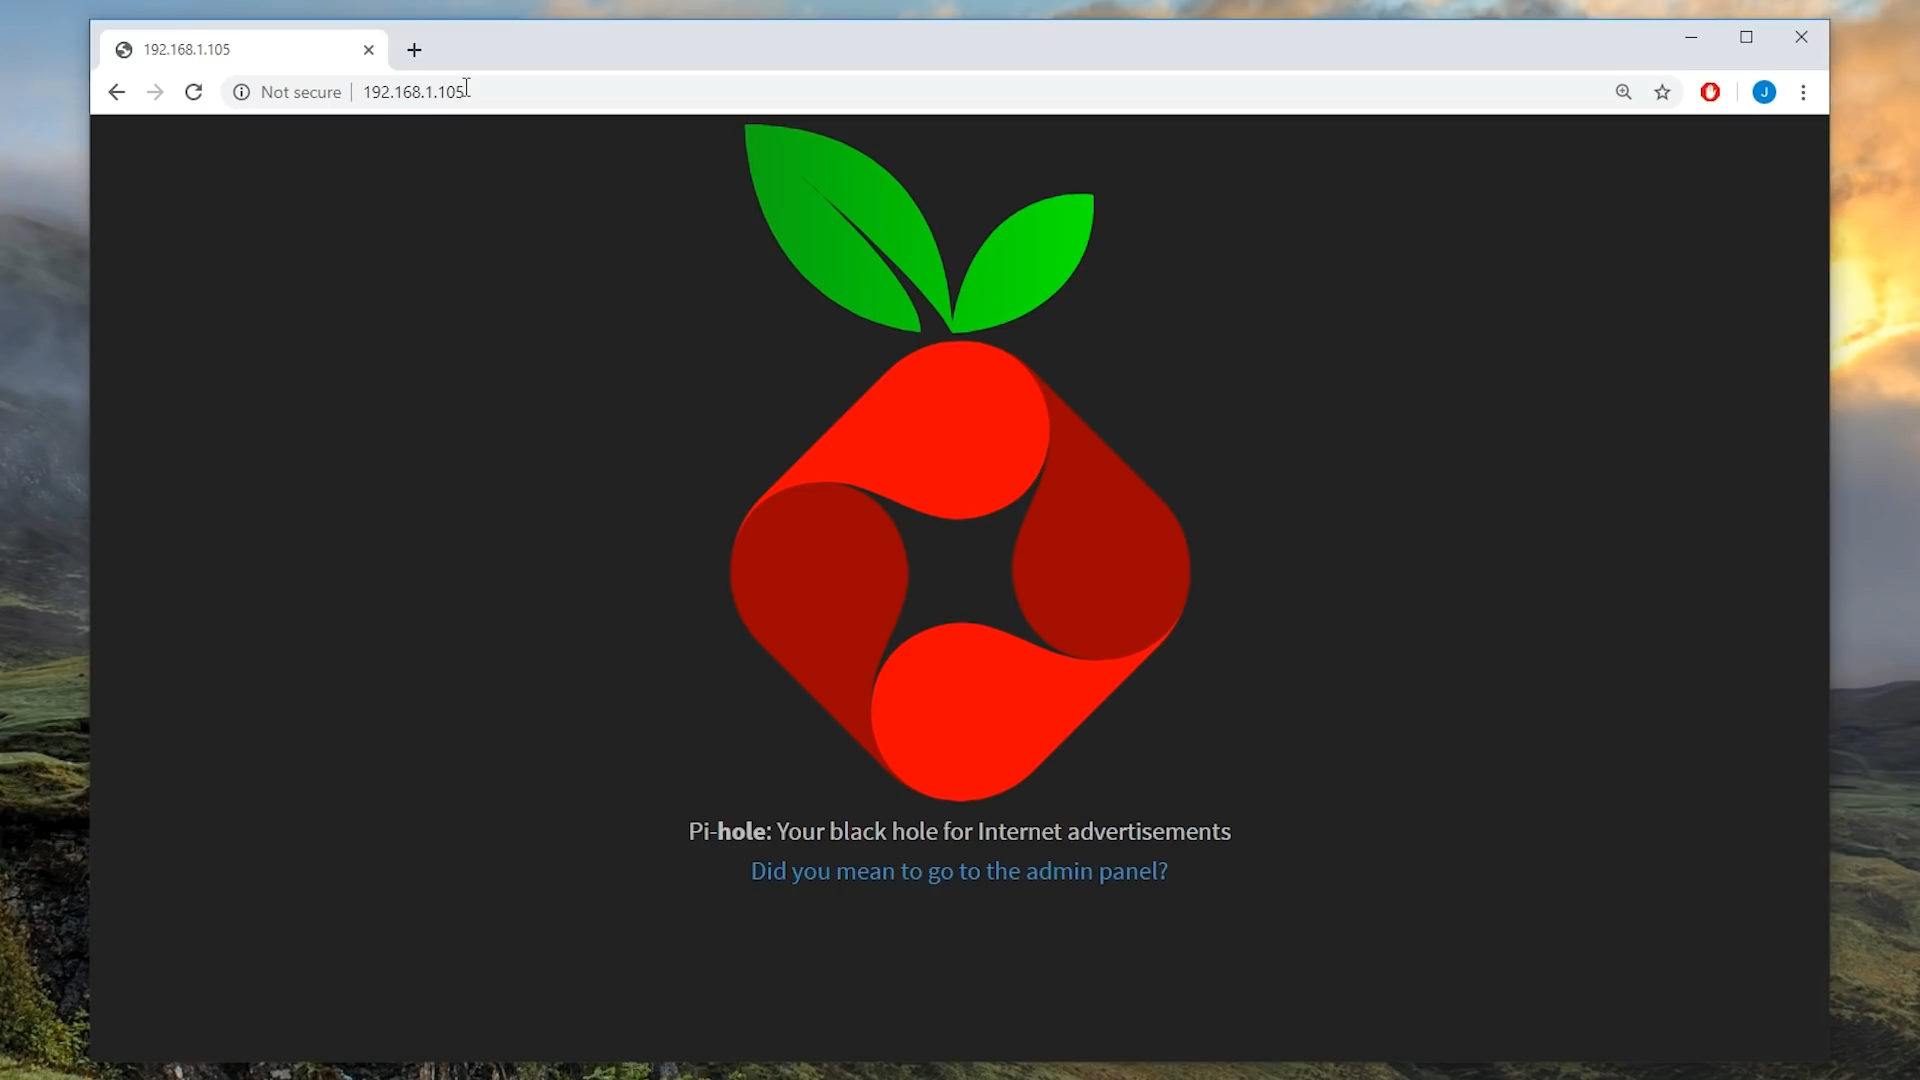 192.168.1.105
Not secure
192.168.1.105
J
Pi-hole: Your black hole for Internet advertisements
Did you mean to go to the admin panel?